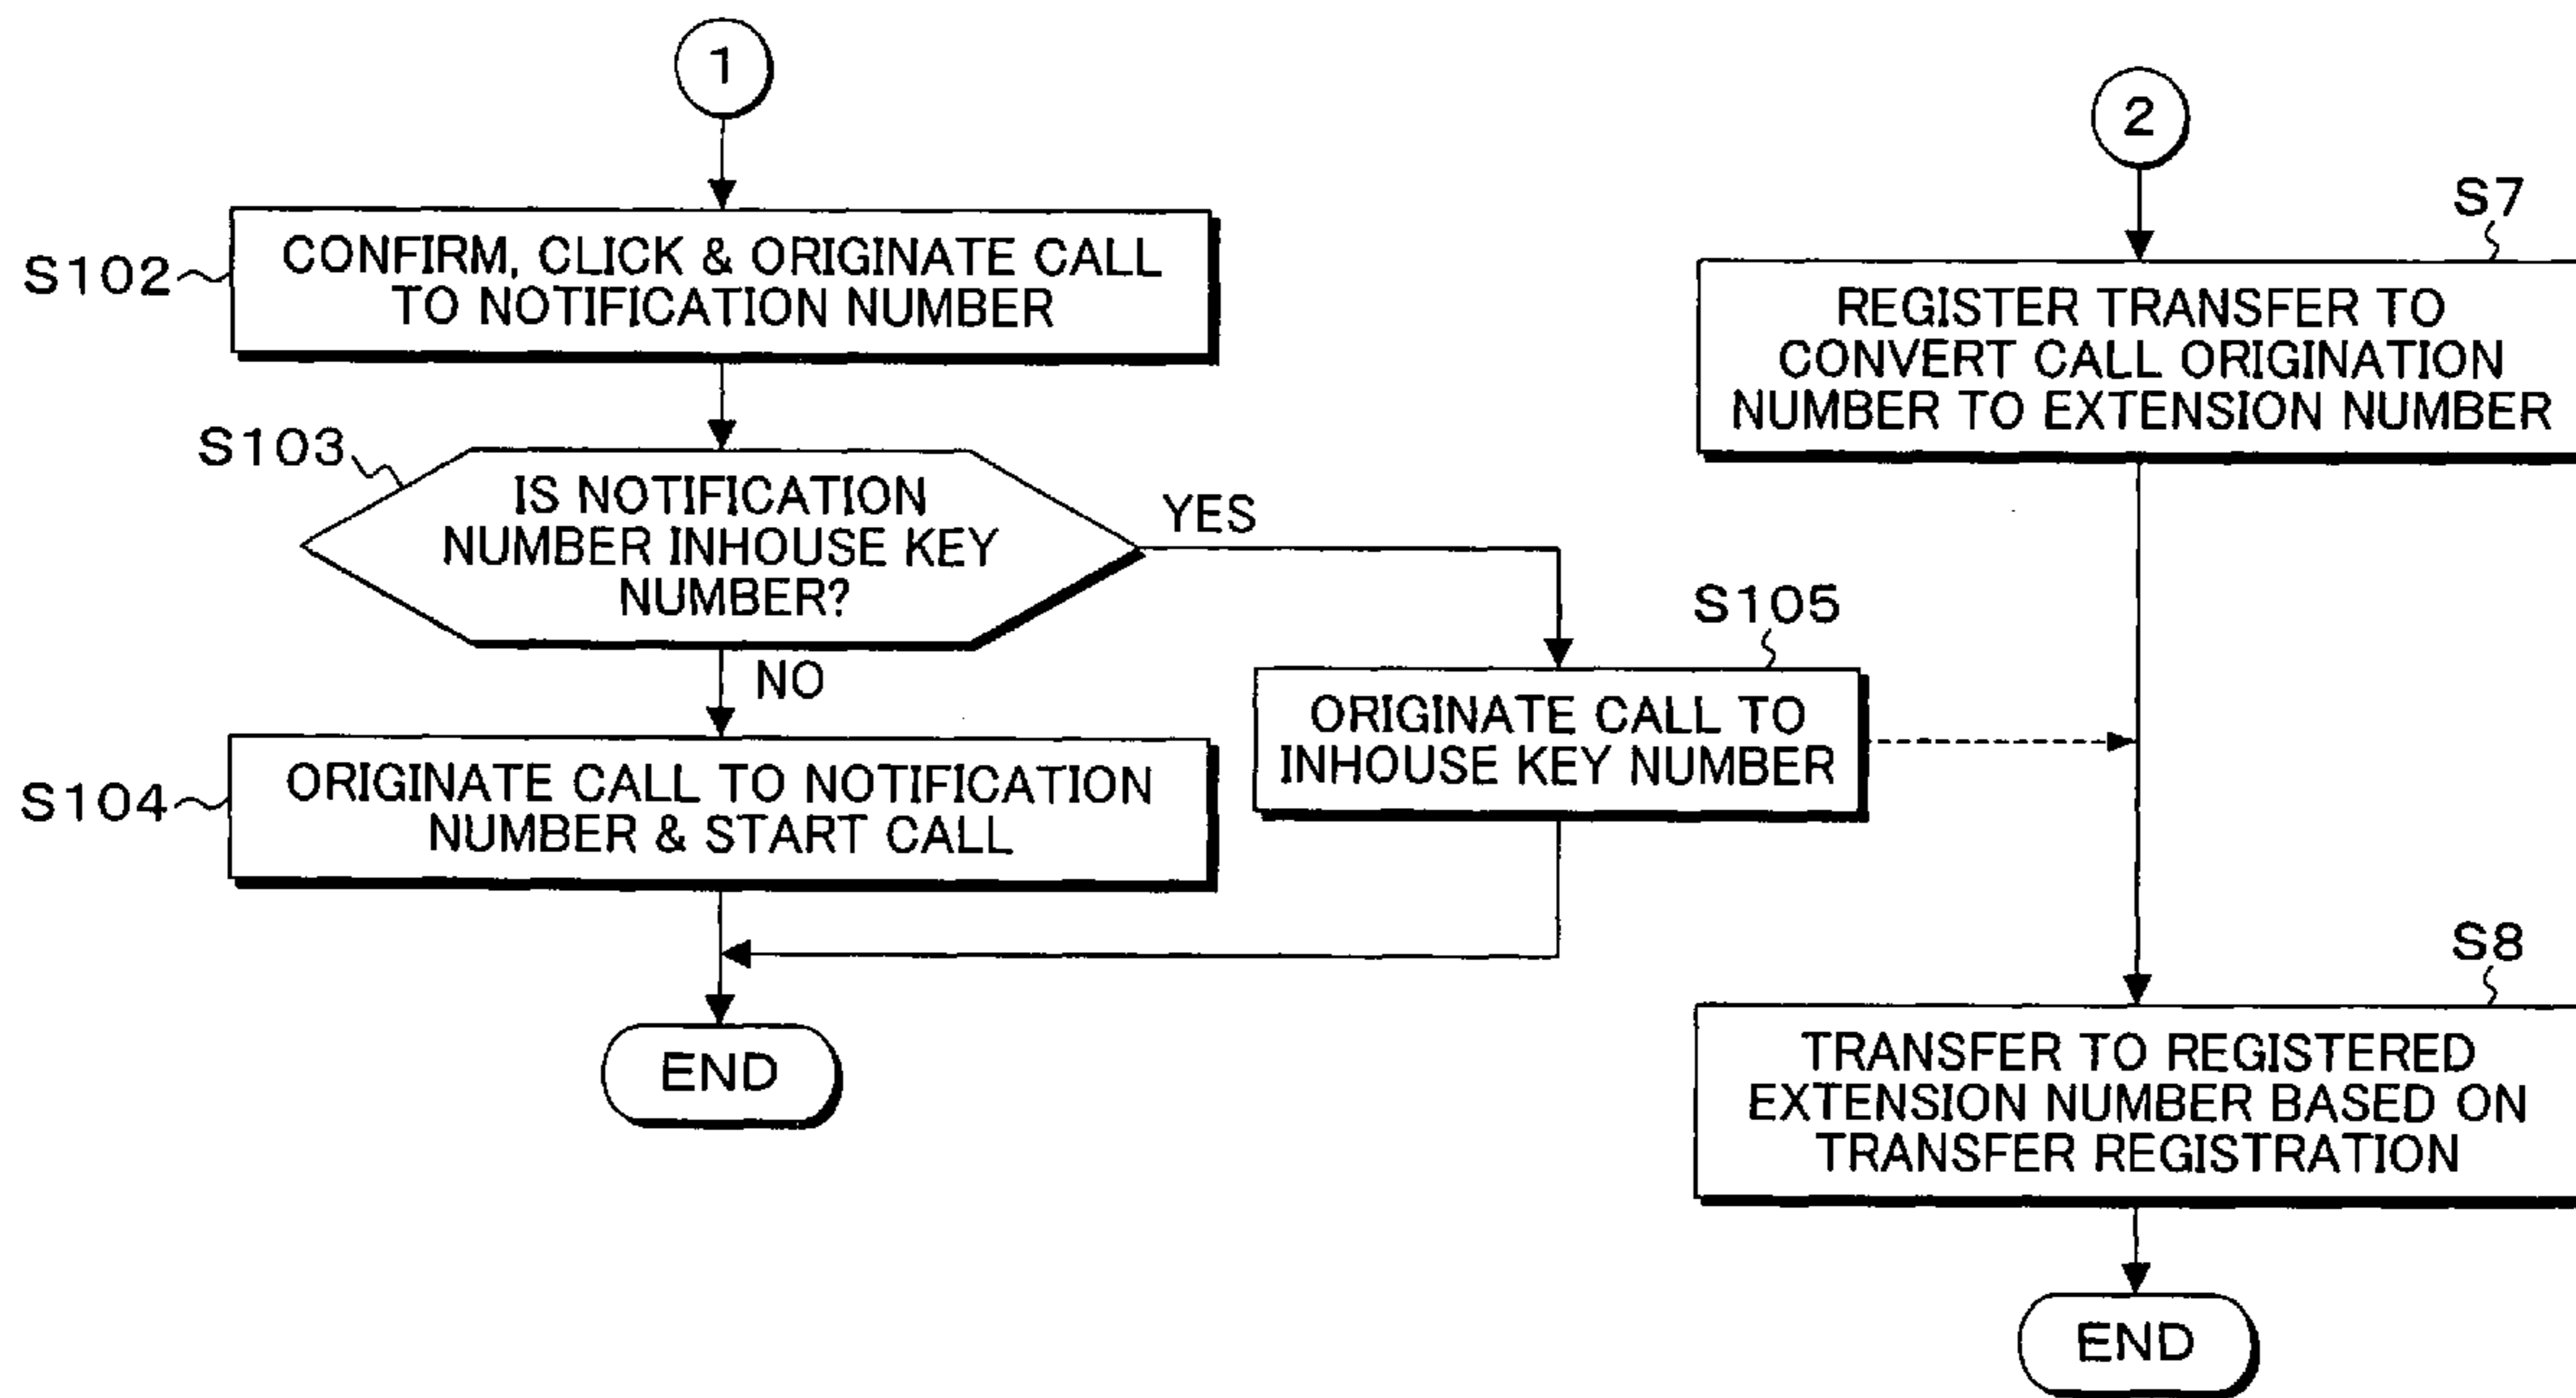 1
S102
CONFIRM, CLICK & ORIGINATE CALL
TO NOTIFICATION NUMBER
S103
IS NOTIFICATION
NUMBER INHOUSE KEY
NUMBER?
YES
NO
S104
ORIGINATE CALL TO NOTIFICATION
NUMBER & START CALL
S105
ORIGINATE CALL TO
INHOUSE KEY NUMBER
END
2
S7
REGISTER TRANSFER TO
CONVERT CALL ORIGINATION
NUMBER TO EXTENSION NUMBER
S8
TRANSFER TO REGISTERED
EXTENSION NUMBER BASED ON
TRANSFER REGISTRATION
END